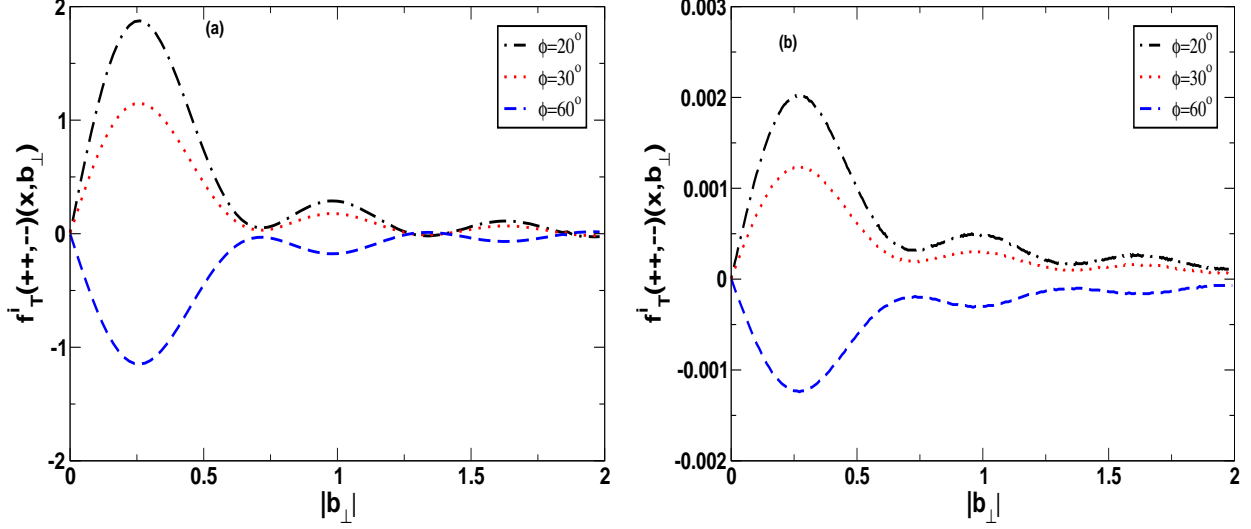 (a)
φ=20°
φ=30°
φ=60°
2
1
0
-1
-2
f^i_T(++,--)(x,b_⊥)
0
0.5
1
1.5
2
|b_⊥|
(b)
φ=20°
φ=30°
φ=60°
0.003
0.002
0.001
0
-0.001
-0.002
f^i_T(++,--)(x,b_⊥)
0
0.5
1
1.5
2
|b_⊥|